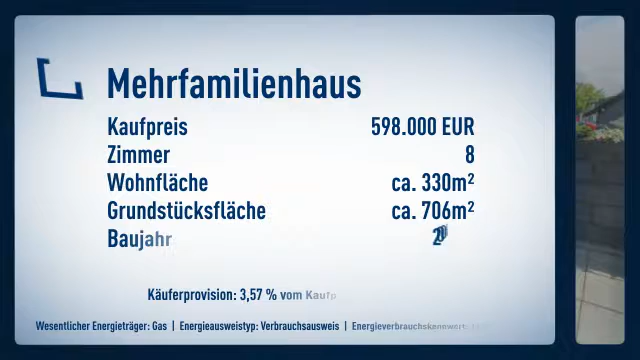 Mehrfamilienhaus
Kaufpreis 598.000 EUR
Zimmer 8
Wohnfläche ca. 330m²
Grundstücksfläche ca. 706m²
Baujahr
Käuferprovision: 3,57 % vom Kaufp
Wesentlicher Energieträger: Gas | Energieausweistyp: Verbrauchsausweis | Energieverbrauchskennwert: